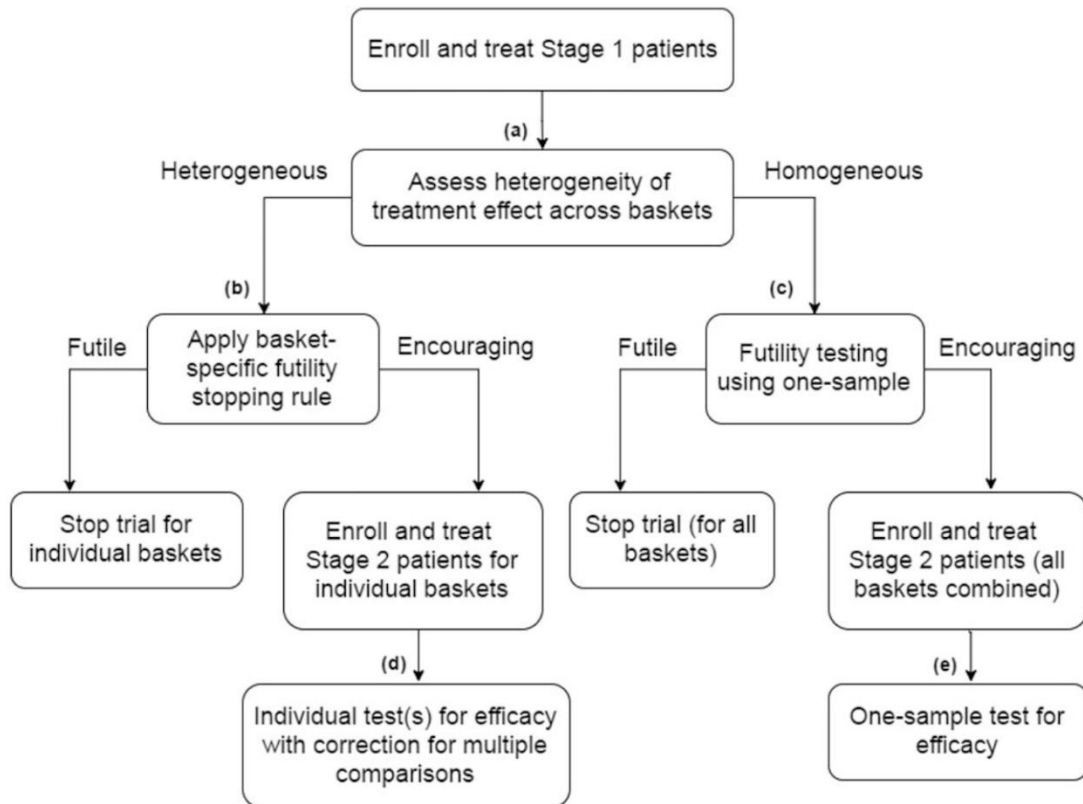 Enroll and treat Stage 1 patients
(a)
Heterogeneous
Homogeneous
Assess heterogeneity of
treatment effect across baskets
(b)
(c)
Futile
Apply basket-
specific futility
stopping rule
Encouraging
Futile
Futility testing
using one-sample
Encouraging
Stop trial for
individual baskets
Enroll and treat
Stage 2 patients for
individual baskets
Stop trial (for all
baskets)
Enroll and treat
Stage 2 patients (all
baskets combined)
(d)
(e)
Individual test(s) for efficacy
with correction for multiple
comparisons
One-sample test for
efficacy